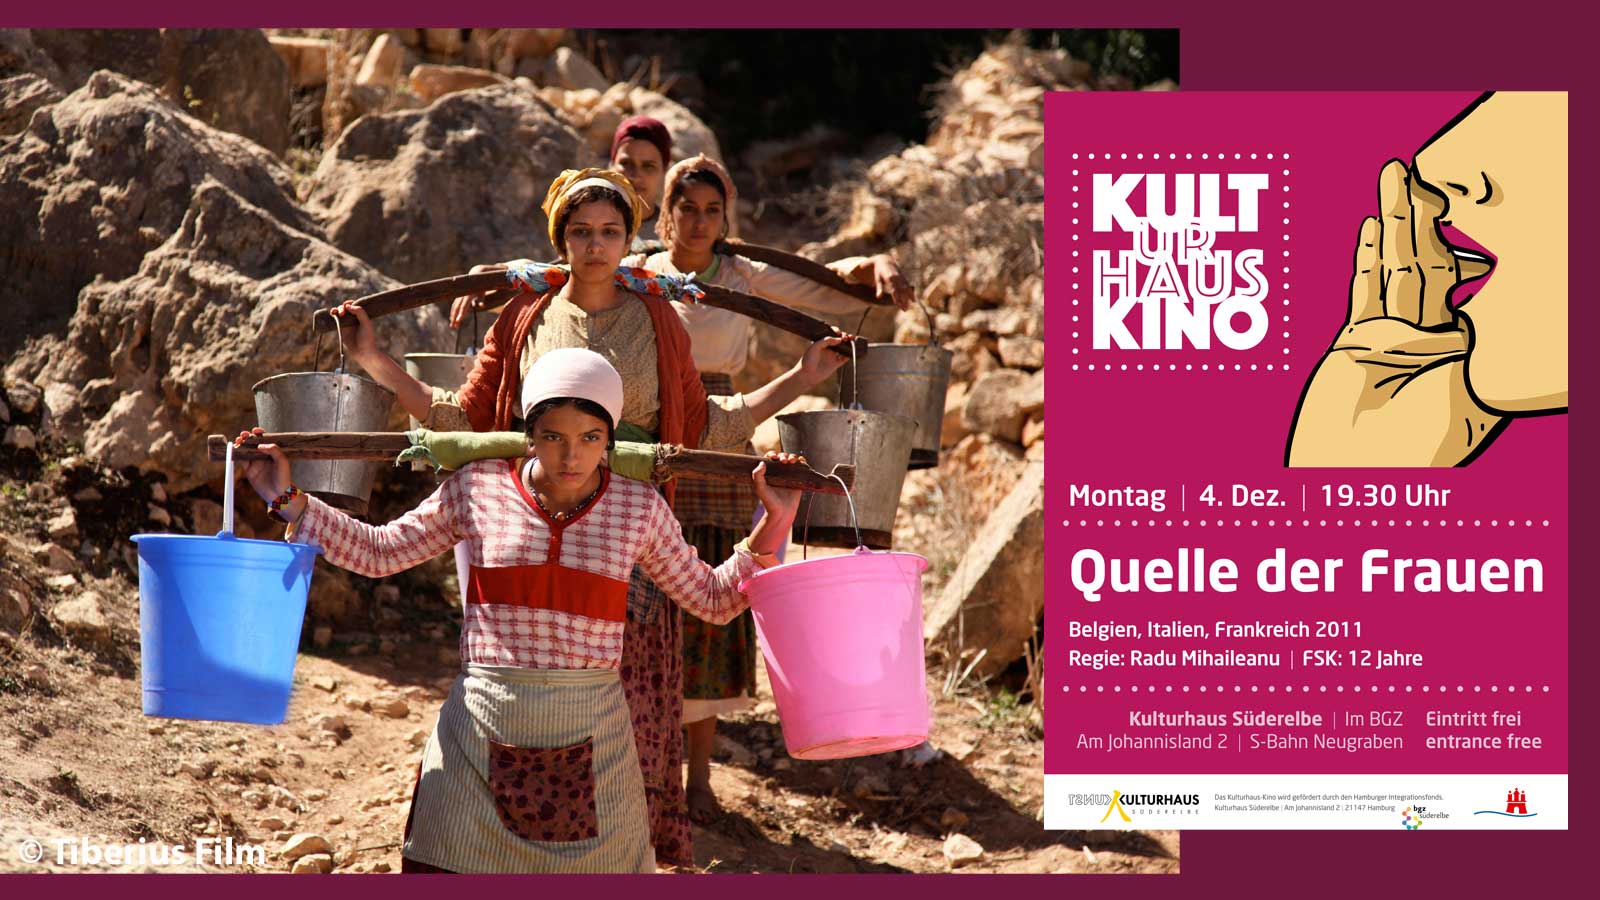 KULT
UR
HAUS
KINO
Montag | 4. Dez. | 19.30 Uhr
Quelle der Frauen
Belgien, Italien, Frankreich 2011
Regie: Radu Mihaileanu | FSK: 12 Jahre
Kulturhaus Süderelbe | Im BGZ
Am Johannisland 2 | S-Bahn Neugraben
Eintritt frei
entrance free
KUNST KULTURHAUS
SÜDERELBE
Das Kulturhaus-Kino wird gefördert durch den Hamburger Integrationsfonds.
Kulturhaus Süderelbe | Am Johannisland 2 | 21147 Hamburg
bgz
süderelbe
© Tiberius Film